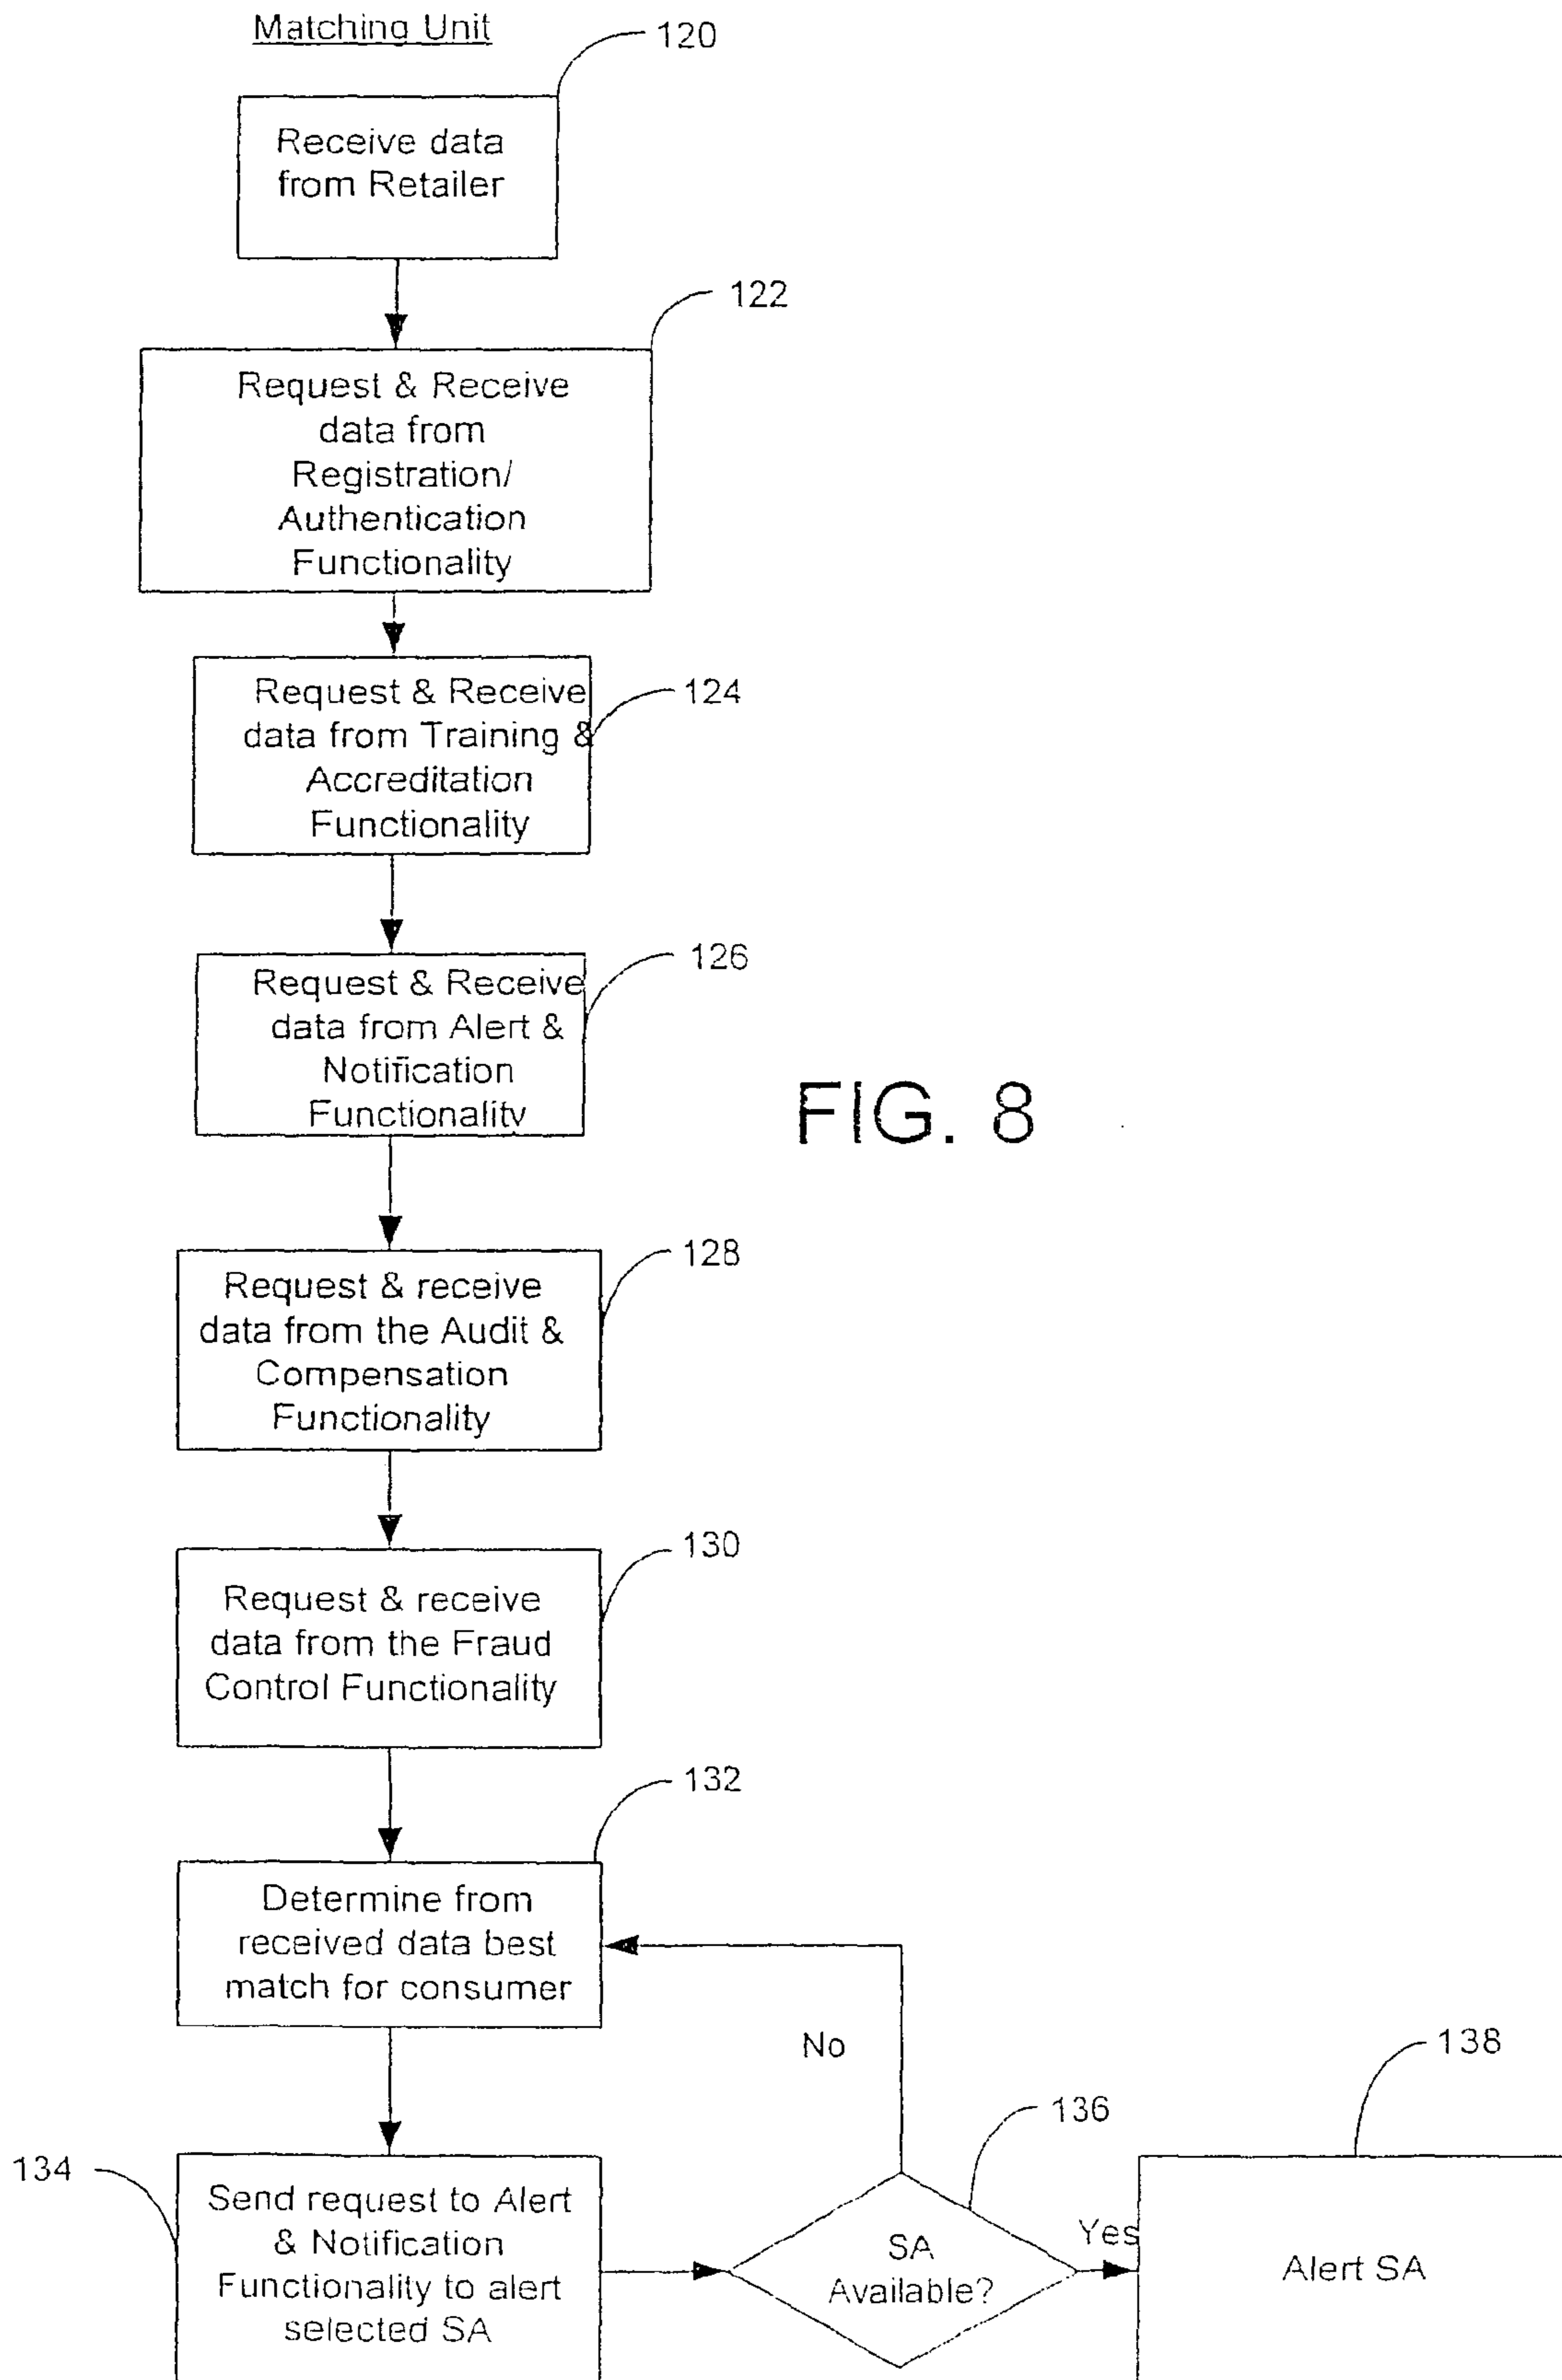 Matching Unit
120
Receive data
from Retailer
122
Request & Receive
data from
Registration/
Authentication
Functionality
124
Request & Receive
data from Training &
Accreditation
Functionality
126
Request & Receive
data from Alert &
Notification
Functionality
FIG. 8
128
Request & receive
data from the Audit &
Compensation
Functionality
130
Request & receive
data from the Fraud
Control Functionality
132
Determine from
received data best
match for consumer
No
138
136
134
Send request to Alert
& Notification
Functionality to alert
selected SA
SA
Available?
Yes
Alert SA